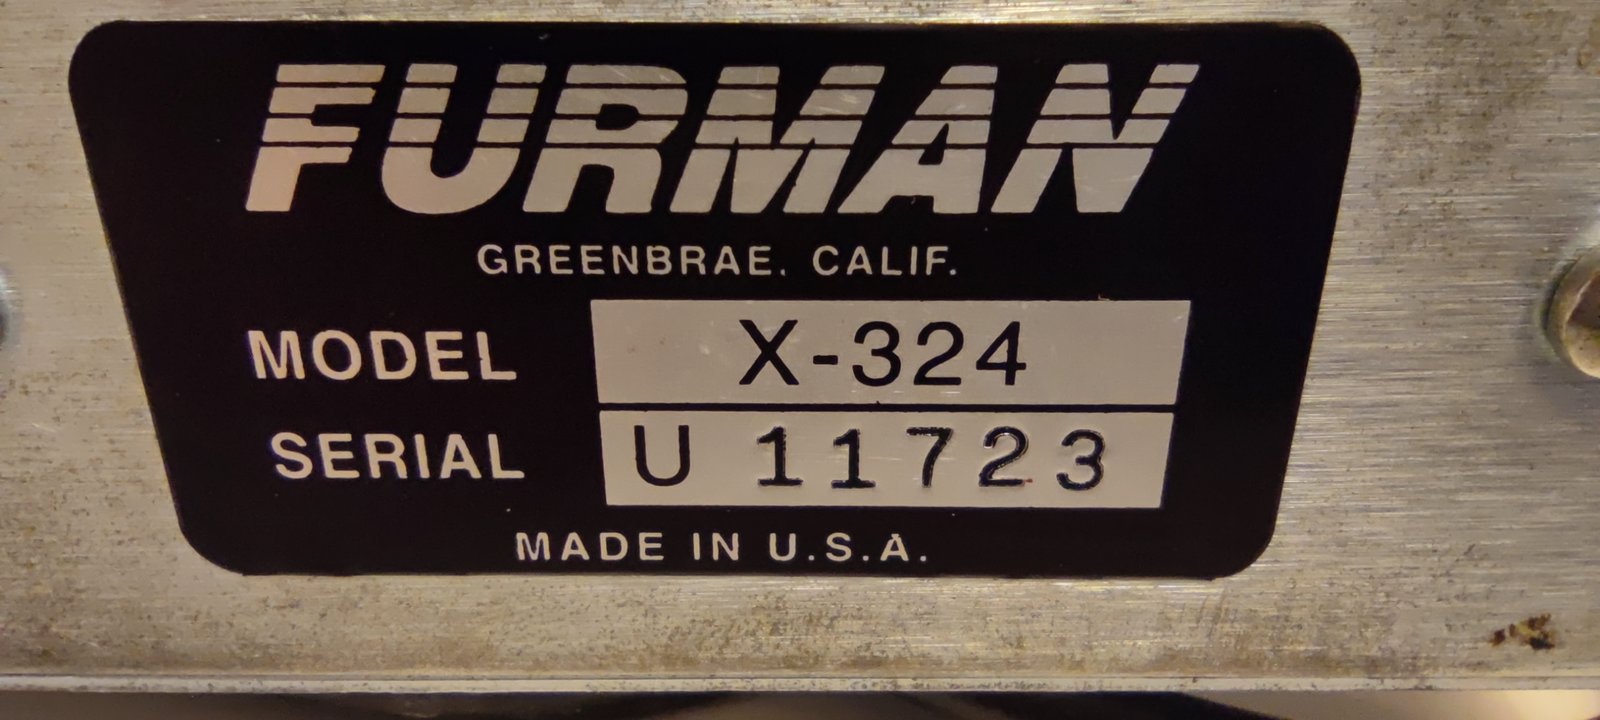 FURMAN
GREENBRAE. CALIF.
MODEL X-324
SERIAL U 11723
MADE IN U.S.A.